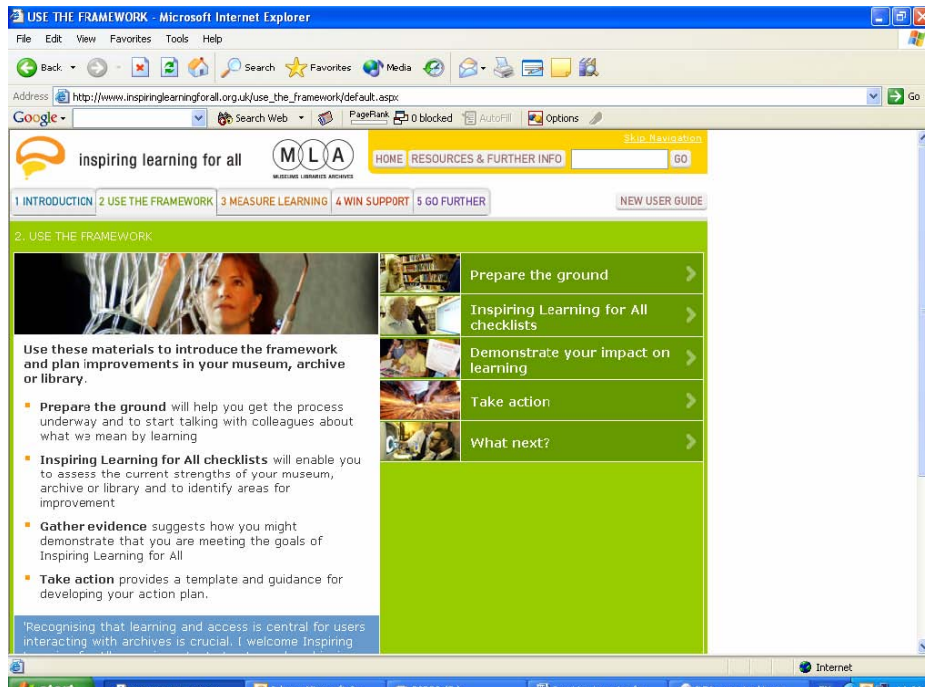 USE THE FRAMEWORK - Microsoft Internet Explorer
File Edit View Favorites Tools Help
Back Search Favorites Media
Address http://www.inspiringlearningforall.org.uk/use_the_framework/default.aspx Go
Google Search Web PageRank 0 blocked AutoFill Options
Skip Navigation
inspiring learning for all MLA HOME RESOURCES & FURTHER INFO GO
MUSEUMS LIBRARIES ARCHIVES
1 INTRODUCTION 2 USE THE FRAMEWORK 3 MEASURE LEARNING 4 WIN SUPPORT 5 GO FURTHER NEW USER GUIDE
2. USE THE FRAMEWORK
Use these materials to introduce the framework
and plan improvements in your museum, archive
or library.
Prepare the ground will help you get the process
underway and to start talking with colleagues about
what we mean by learning
Inspiring Learning for All checklists will enable you
to assess the current strengths of your museum,
archive or library and to identify areas for
improvement
Gather evidence suggests how you might
demonstrate that you are meeting the goals of
Inspiring Learning for All
Take action provides a template and guidance for
developing your action plan.
'Recognising that learning and access is central for users
interacting with archives is crucial. I welcome Inspiring
Prepare the ground
Inspiring Learning for All
checklists
Demonstrate your impact on
learning
Take action
What next?
Internet